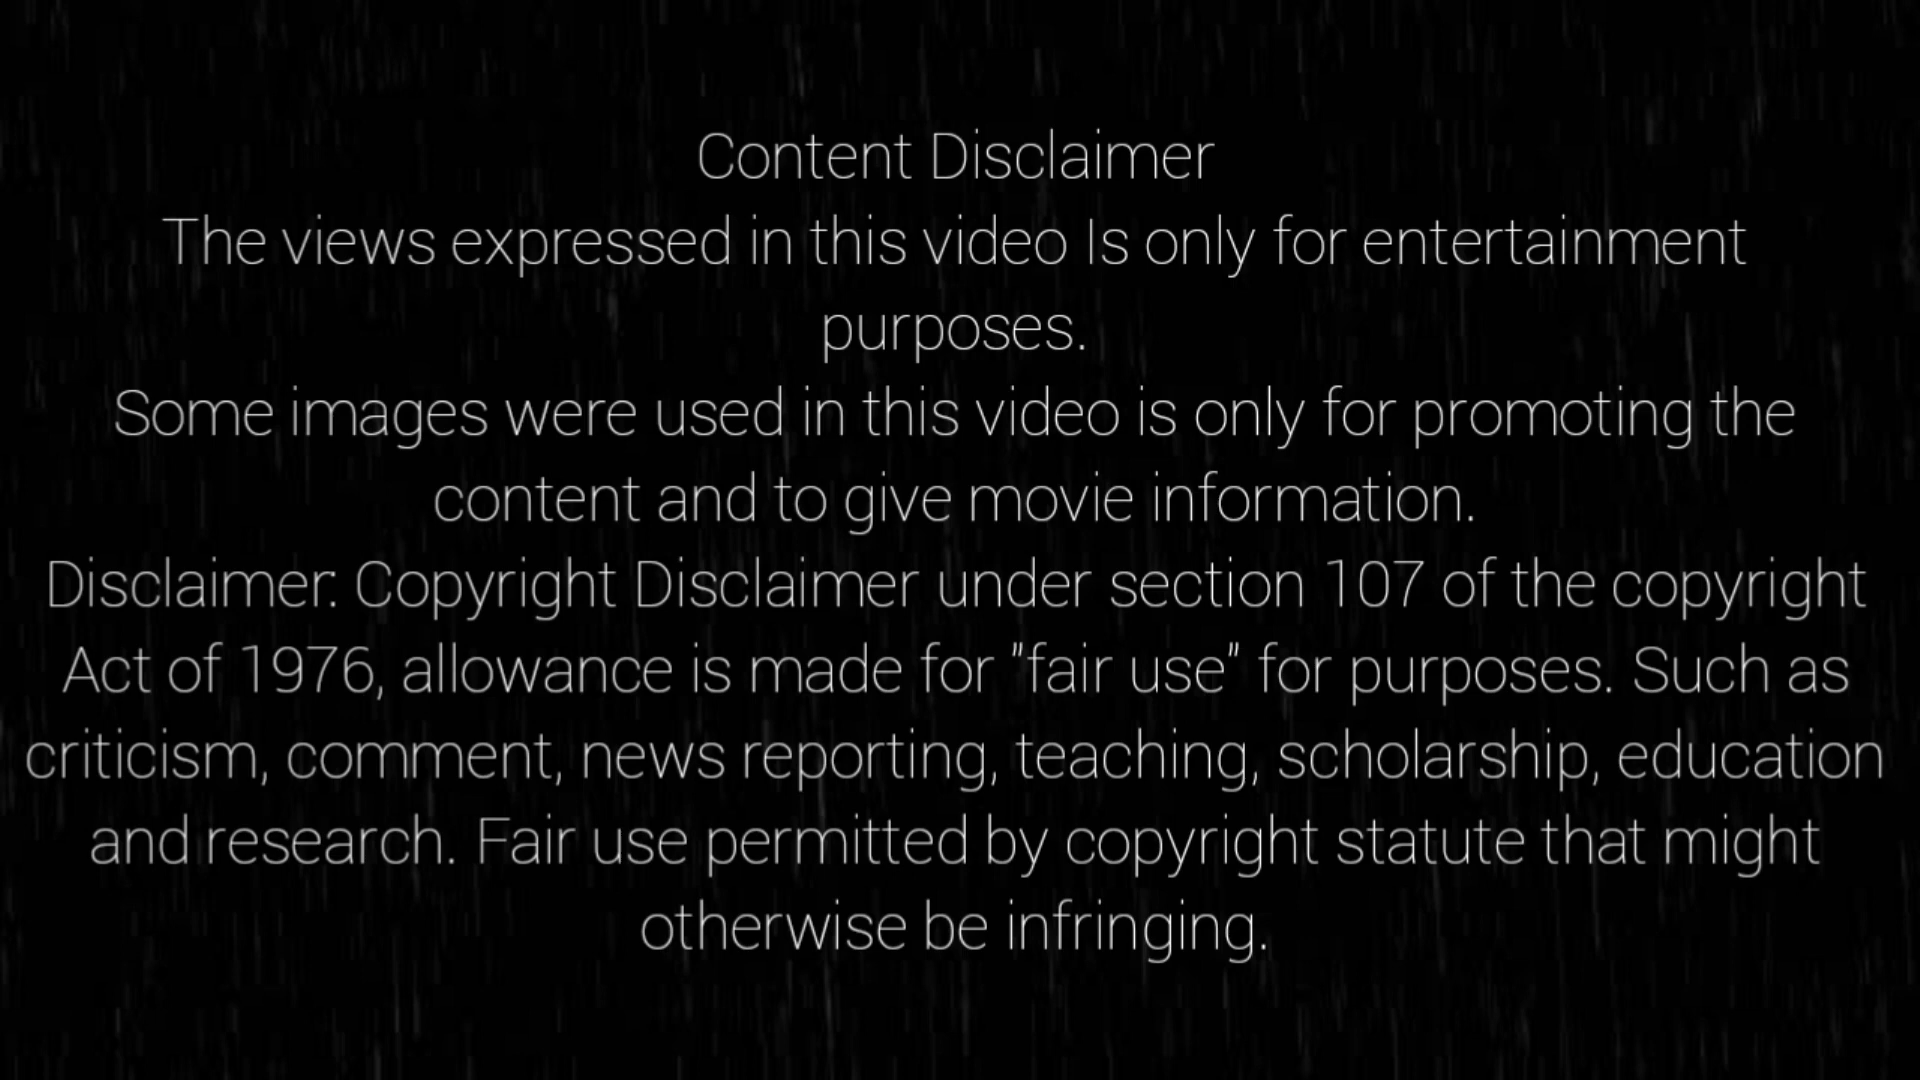 Content Disclaimer
The views expressed in this video Is only for entertainment
purposes.
Some images were used in this video is only for promoting the
content and to give movie information.
Disclaimer: Copyright Disclaimer under section 107 of the copyright
Act of 1976, allowance is made for "fair use" for purposes. Such as
criticism, comment, news reporting, teaching, scholarship, education
and research. Fair use permitted by copyright statute that might
otherwise be infringing.